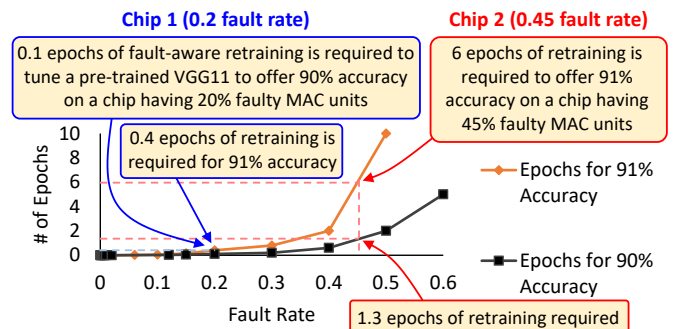 Chip 1 (0.2 fault rate)
Chip 2 (0.45 fault rate)
0.1 epochs of fault-aware retraining is required to
tune a pre-trained VGG11 to offer 90% accuracy
on a chip having 20% faulty MAC units
6 epochs of retraining is
required to offer 91%
accuracy on a chip having
45% faulty MAC units
0.4 epochs of retraining is
required for 91% accuracy
# of Epochs
10
8
6
4
2
0
0 0.1 0.2 0.3 0.4 0.5 0.6
Fault Rate
Epochs for 91%
Accuracy
Epochs for 90%
Accuracy
1.3 epochs of retraining required